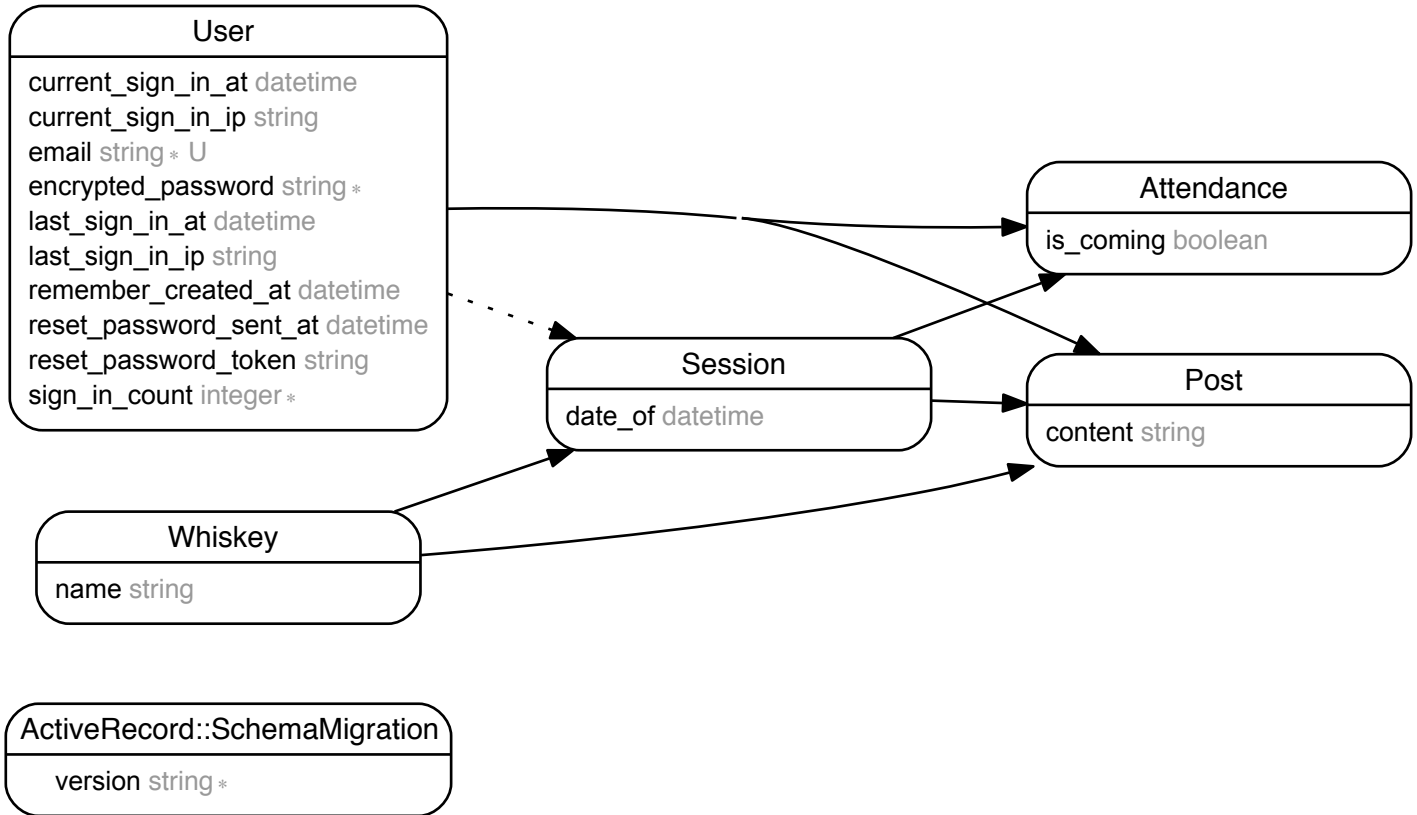 User
current_sign_in_at datetime
current_sign_in_ip string
email string ∗ U
encrypted_password string ∗
last_sign_in_at datetime
last_sign_in_ip string
remember_created_at datetime
reset_password_sent_at datetime
reset_password_token string
sign_in_count integer ∗
Attendance
is_coming boolean
Session
date_of datetime
Post
content string
Whiskey
name string
ActiveRecord::SchemaMigration
version string ∗